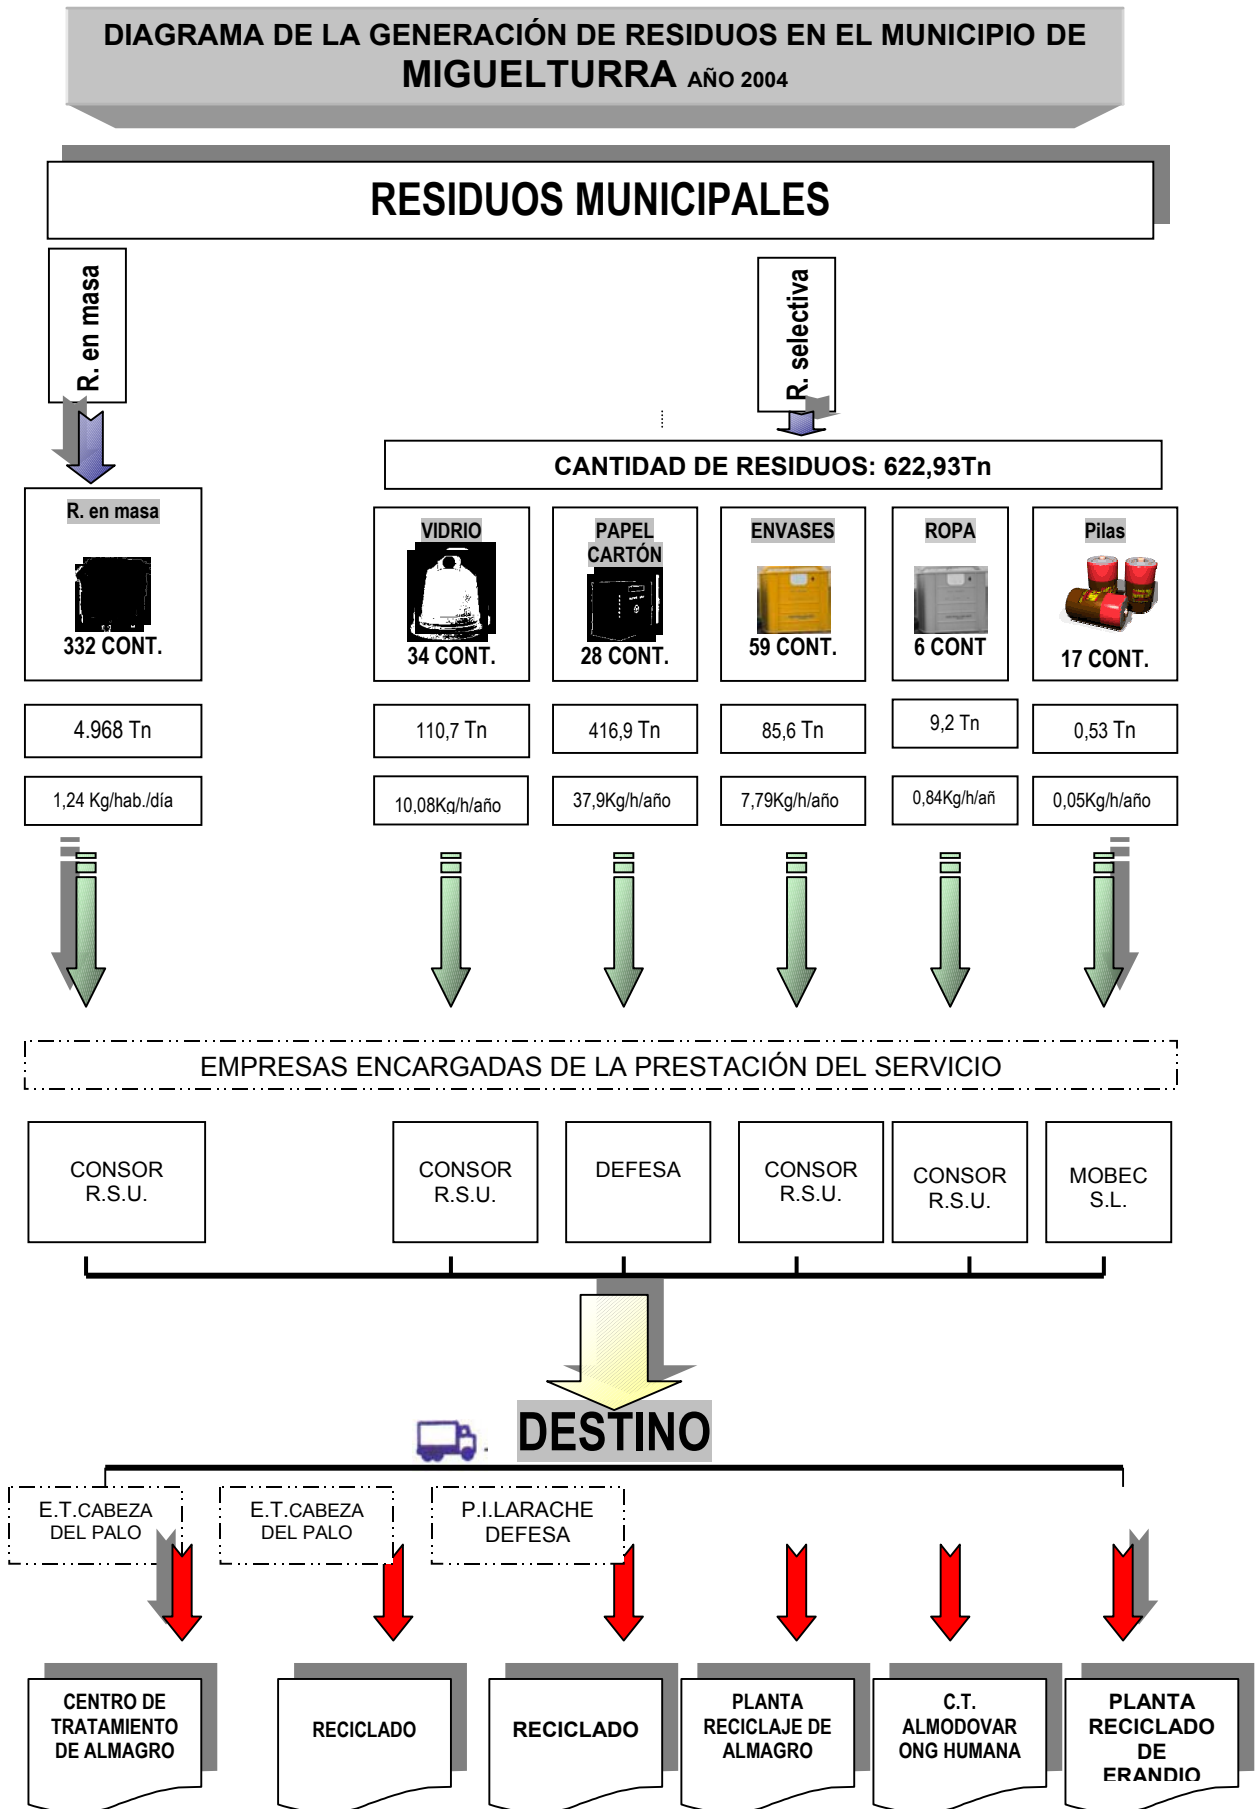 DIAGRAMA DE LA GENERACIÓN DE RESIDUOS EN EL MUNICIPIO DE
MIGUELTURRA AÑO 2004
RESIDUOS MUNICIPALES
R. en masa
R. selectiva
CANTIDAD DE RESIDUOS: 622,93Tn
R. en masa
332 CONT.
4.968 Tn
1,24 Kg/hab./día
VIDRIO
34 CONT.
110,7 Tn
10,08Kg/h/año
PAPEL
CARTÓN
28 CONT.
416,9 Tn
37,9Kg/h/año
ENVASES
59 CONT.
85,6 Tn
7,79Kg/h/año
ROPA
6 CONT
9,2 Tn
0,84Kg/h/añ
Pilas
17 CONT.
0,53 Tn
0,05Kg/h/año
EMPRESAS ENCARGADAS DE LA PRESTACIÓN DEL SERVICIO
CONSOR
R.S.U.
CONSOR
R.S.U.
DEFESA
CONSOR
R.S.U.
CONSOR
R.S.U.
MOBEC
S.L.
DESTINO
E.T.CABEZA
DEL PALO
E.T.CABEZA
DEL PALO
P.I.LARACHE
DEFESA
CENTRO DE
TRATAMIENTO
DE ALMAGRO
RECICLADO
RECICLADO
PLANTA
RECICLAJE DE
ALMAGRO
C.T.
ALMODOVAR
ONG HUMANA
PLANTA
RECICLADO
DE
ERANDIO